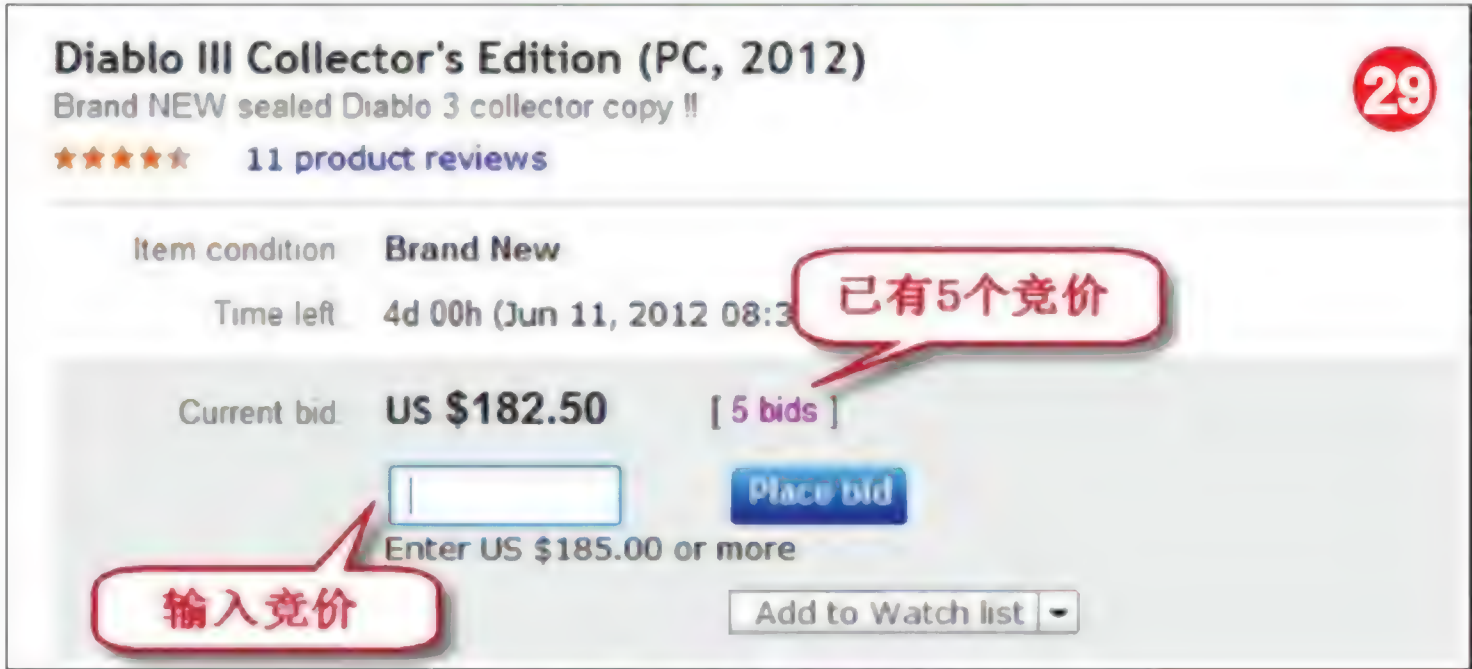 Diablo III Collector's Edition (PC, 2012)
29
Brand NEW sealed Diablo 3 collector copy !!
11 product reviews
Item condition Brand New
Time left 4d 00h (Jun 11, 2012 08:3
已有5个竞价
Current bid US $182.50 [ 5 bids ]
Place bid
Enter US $185.00 or more
输入竞价
Add to Watch list